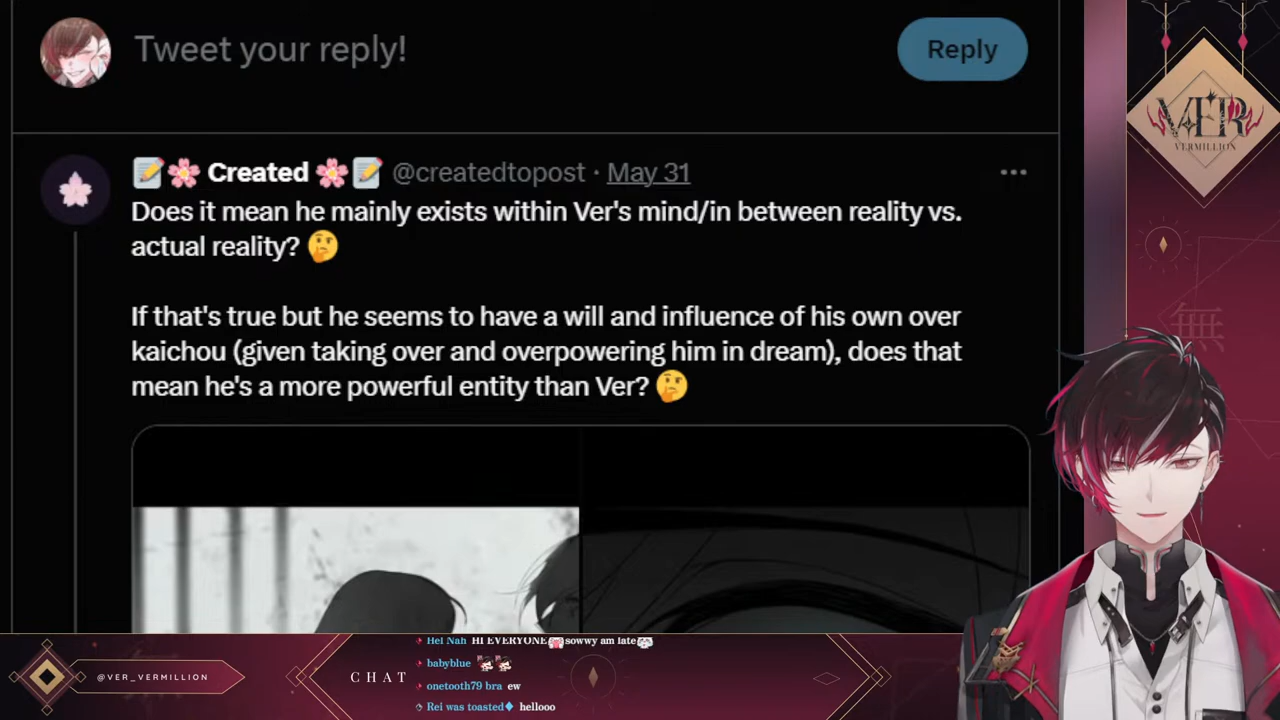 Tweet your reply!
Reply
VER
VERMILLION
📝🌸 Created 🌸📝 @createdtopost · May 31
Does it mean he mainly exists within Ver's mind/in between reality vs.
actual reality? 🤔
If that's true but he seems to have a will and influence of his own over
kaichou (given taking over and overpowering him in dream), does that
mean he's a more powerful entity than Ver? 🤔
無
@VER_VERMILLION
CHAT
Hel Nah HI EVERYONE sowwy am late
babyblue
onetooth79 bra ew
Rei was toasted hellooo